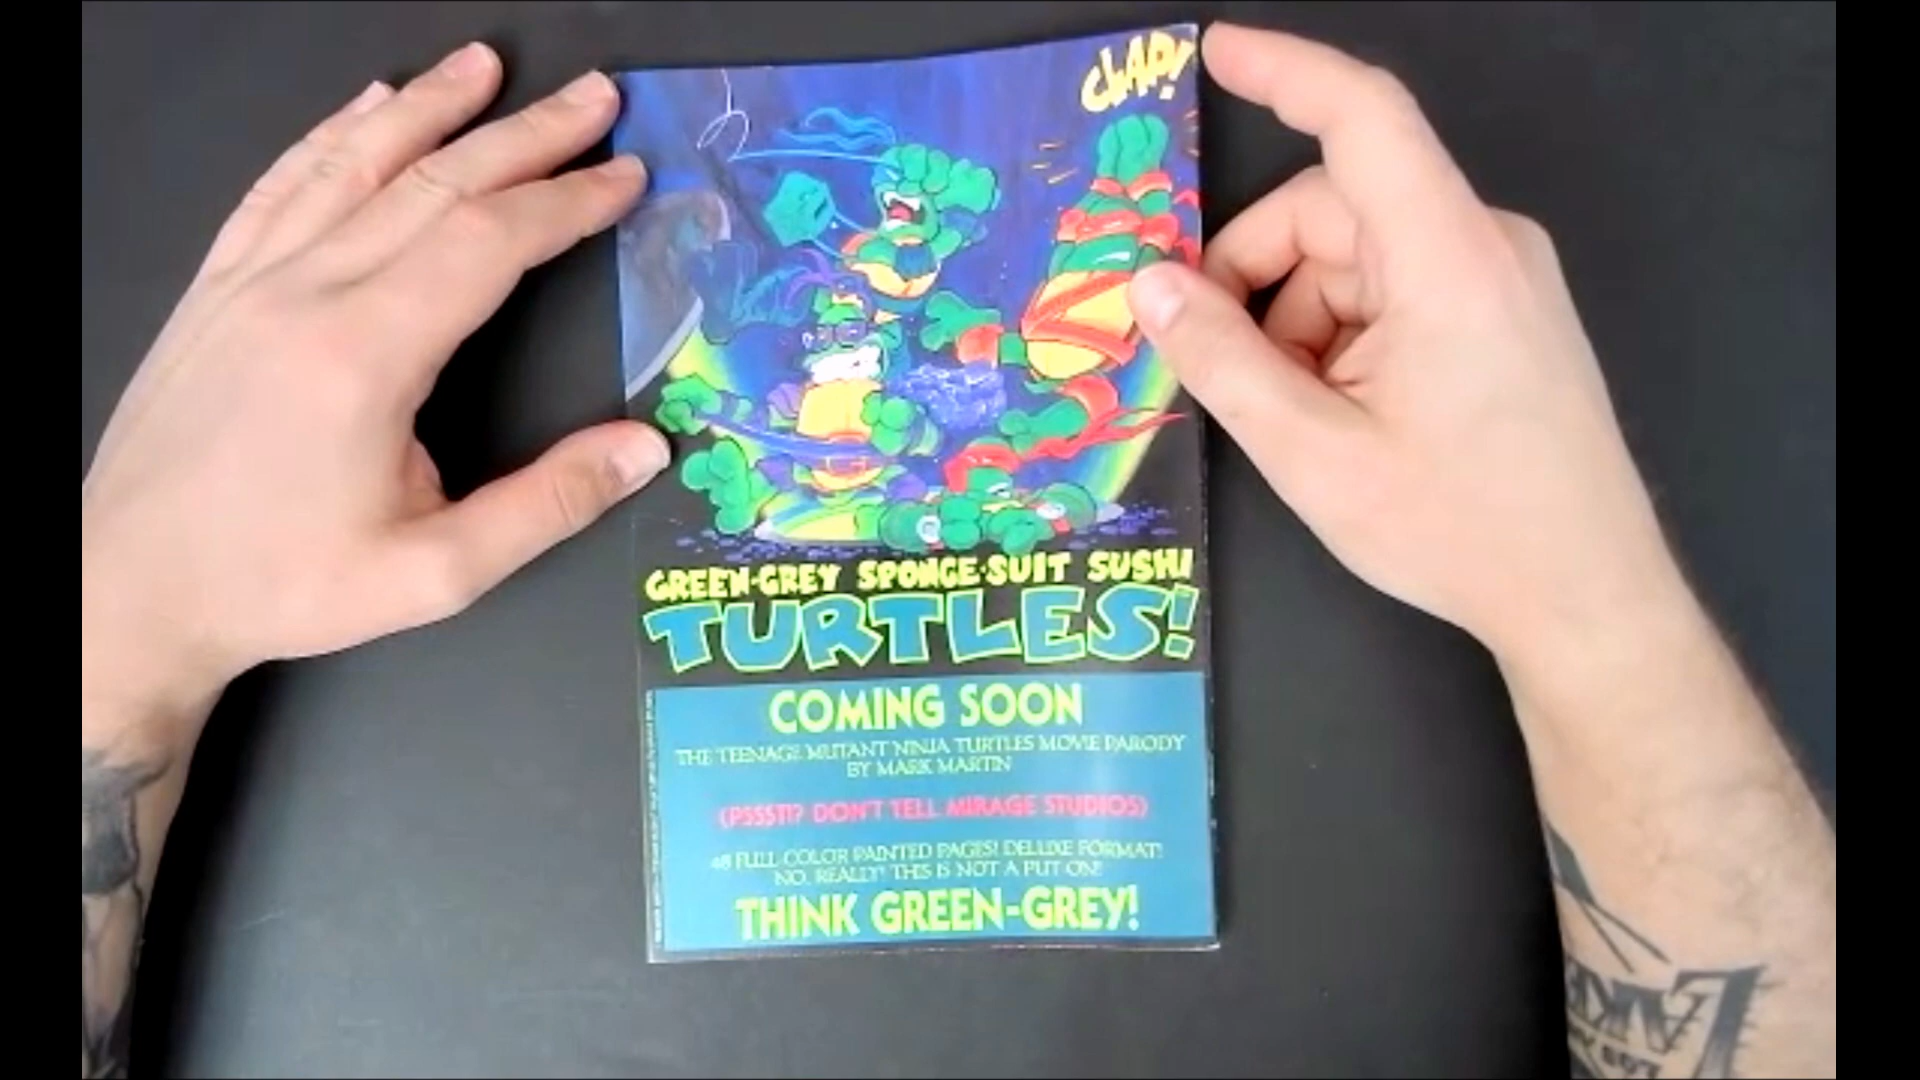 CLAP!
GREEN-GREY SPONGE-SUIT SUSHI
TURTLES!
COMING SOON
THE TEENAGE MUTANT NINJA TURTLES MOVIE PARODY
BY MARK MARTIN
(PSSST!? DON'T TELL MIRAGE STUDIOS)
48 FULL COLOR PAINTED PAGES! DELUXE FORMAT!
NO, REALLY! THIS IS NOT A PUT ON!
THINK GREEN-GREY!